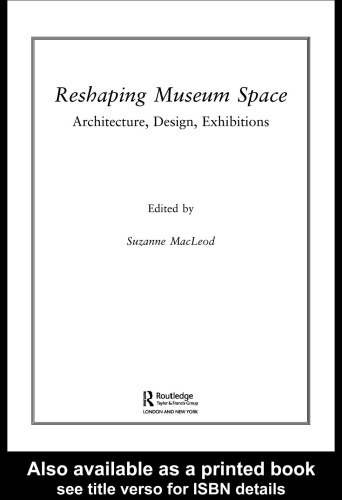 Reshaping Museum Space
Architecture, Design, Exhibitions
Edited by
Suzanne MacLeod
R
Routledge
Taylor & Francis Group
LONDON AND NEW YORK
Also available as a printed book
see title verso for ISBN details